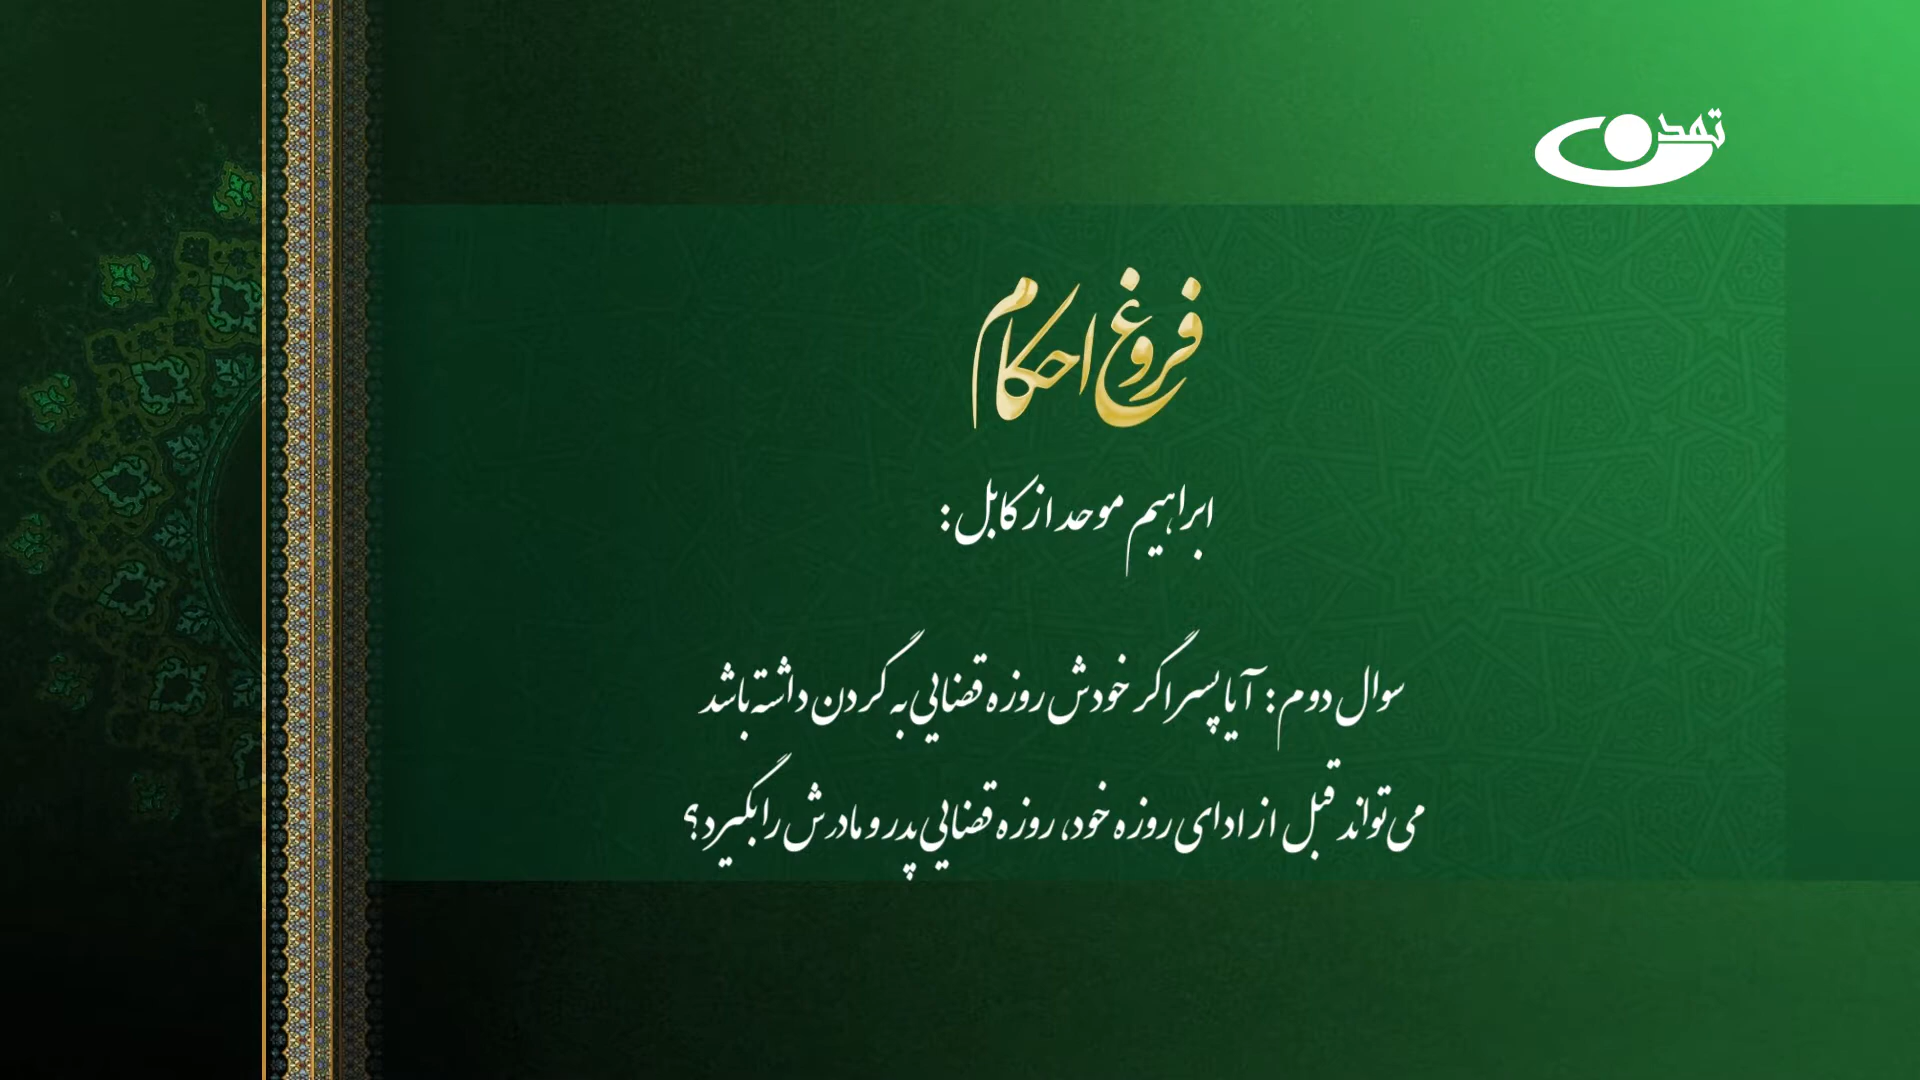 تمدن
فروغ احکام
ابراهیم موحد از کابل:
سوال دوم: آیا پسر اگر خودش روزه قضایی به گردن داشته باشد
می‌تواند قبل از ادای روزه خود، روزه قضایی پدر و مادرش را بگیرد؟